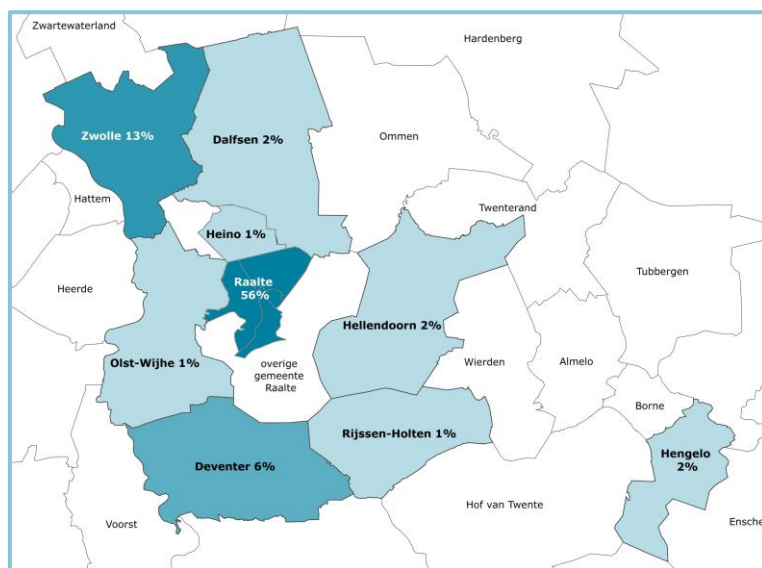 Zwartewaterland
Hardenberg
Zwolle 13%
Dalfsen 2%
Ommen
Hattem
Twenterand
Heino 1%
Tubbergen
Heerde
Raalte
56%
Hellendoorn 2%
Olst-Wijhe 1%
overige
gemeente
Raalte
Wierden
Almelo
Borne
Rijssen-Holten 1%
Hengelo
2%
Deventer 6%
Hof van Twente
Voorst
Ensche